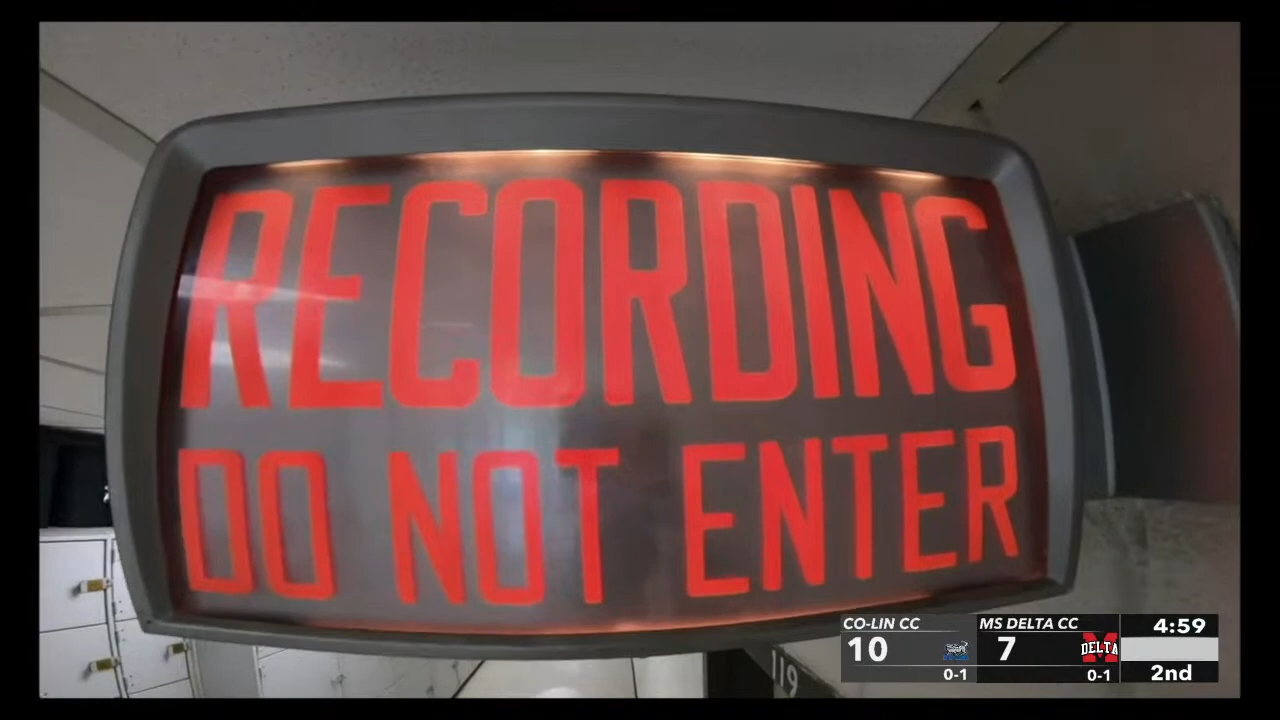 RECORDING
DO NOT ENTER
119
CO-LIN CC
10
0-1
MS DELTA CC
7
DELTA
0-1
4:59
2nd